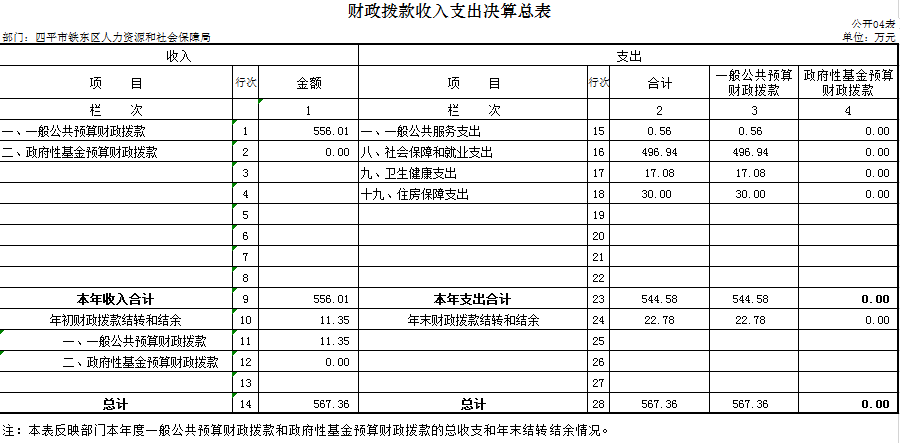 财政拨款收入支出决算总表
公开04表
部门：四平市铁东区人力资源和社会保障局 单位：万元
收入 支出
项 目 行次 金额 项 目 行次 合计 一般公共预算财政拨款 政府性基金预算财政拨款
栏 次 1 栏 次 2 3 4
一、一般公共预算财政拨款 1 556.01 一、一般公共服务支出 15 0.56 0.56 0.00
二、政府性基金预算财政拨款 2 0.00 八、社会保障和就业支出 16 496.94 496.94 0.00
3 九、卫生健康支出 17 17.08 17.08 0.00
4 十九、住房保障支出 18 30.00 30.00 0.00
5 19
6 20
7 21
8 22
本年收入合计 9 556.01 本年支出合计 23 544.58 544.58 0.00
年初财政拨款结转和结余 10 11.35 年末财政拨款结转和结余 24 22.78 22.78 0.00
一、一般公共预算财政拨款 11 11.35 25
二、政府性基金预算财政拨款 12 0.00 26
13 27
总计 14 567.36 总计 28 567.36 567.36 0.00
注：本表反映部门本年度一般公共预算财政拨款和政府性基金预算财政拨款的总收支和年末结转结余情况。